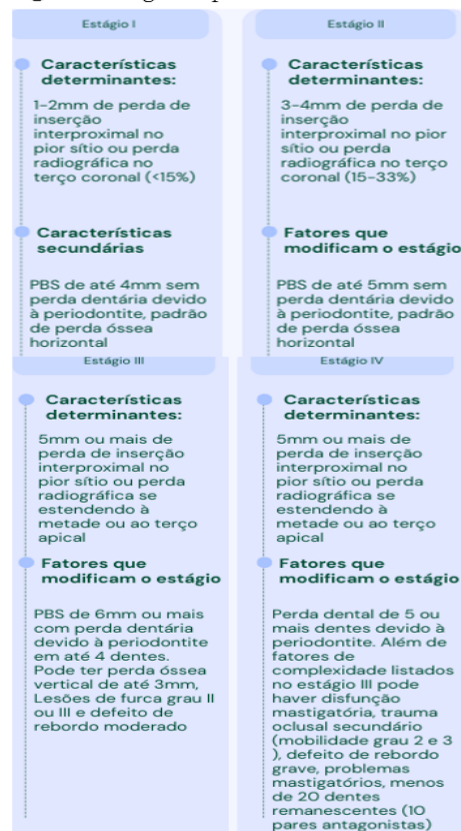 Estágio I
Características
determinantes:
1-2mm de perda de
inserção
interproximal no
pior sítio ou perda
radiográfica no
terço coronal (<15%)
Características
secundárias
PBS de até 4mm sem
perda dentária devido
à periodontite, padrão
de perda óssea
horizontal
Estágio II
Características
determinantes:
3-4mm de perda de
inserção
interproximal no pior
sítio ou perda
radiográfica no terço
coronal (15-33%)
Fatores que
modificam o estágio
PBS de até 5mm sem
perda dentária devido
à periodontite, padrão
de perda óssea
horizontal
Estágio III
Características
determinantes:
5mm ou mais de
perda de inserção
interproximal no
pior sítio ou perda
radiográfica se
estendendo à
metade ou ao terço
apical
Fatores que
modificam o estágio
PBS de 6mm ou mais
com perda dentária
devido à periodontite
em até 4 dentes.
Pode ter perda óssea
vertical de até 3mm,
Lesões de furca grau II
ou III e defeito de
rebordo moderado
Estágio IV
Características
determinantes:
5mm ou mais de
perda de inserção
interproximal no
pior sítio ou perda
radiográfica se
estendendo à
metade ou ao terço
apical
Fatores que
modificam o estágio
Perda dental de 5 ou
mais dentes devido à
periodontite. Além de
fatores de
complexidade listados
no estágio III pode
haver disfunção
mastigatória, trauma
oclusal secundário
(mobilidade grau 2 e 3
), defeito de rebordo
grave, problemas
mastigatórios, menos
de 20 dentes
remanescentes (10
pares antagonistas)